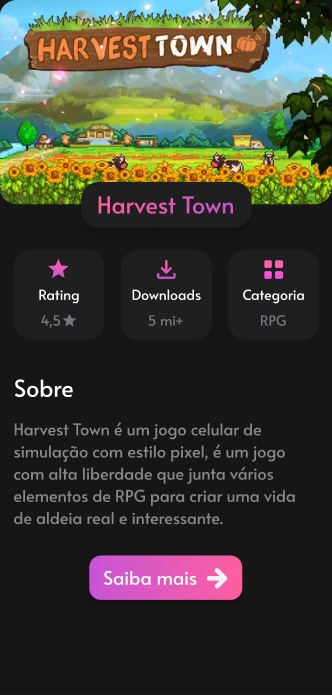 HARVEST TOWN
Harvest Town
Rating
Downloads
Categoria
4,5★
5 mi+
RPG
Sobre
Harvest Town é um jogo celular de
simulação com estilo pixel, é um jogo
com alta liberdade que junta vários
elementos de RPG para criar uma vida
de aldeia real e interessante.
Saiba mais